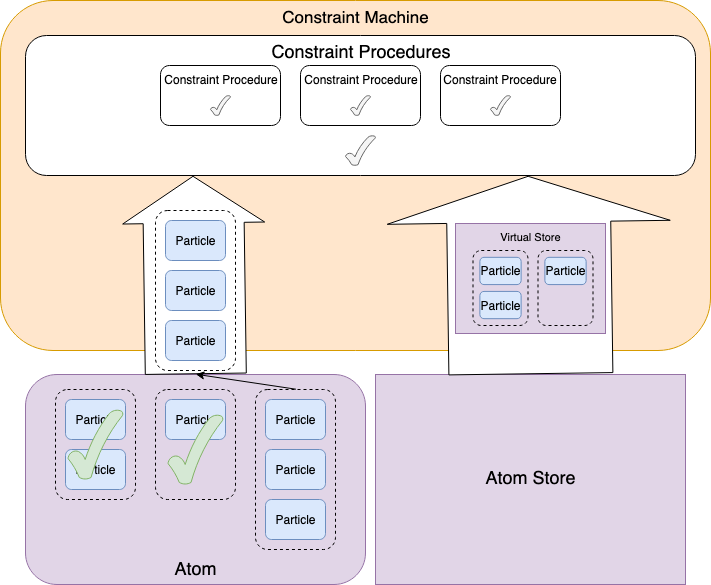 Constraint Machine
Constraint Procedures
Constraint Procedure
Constraint Procedure
Constraint Procedure
Particle
Particle
Particle
Virtual Store
Particle
Particle
Particle
Particle
Particle
Particle
Particle
Particle
Particle
Atom
Atom Store